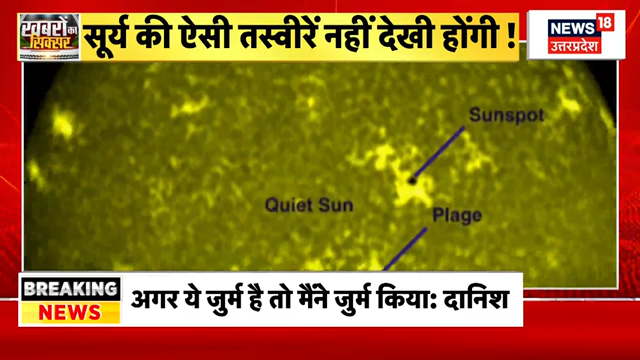 खबरों का
सिक्सर
सूर्य की ऐसी तस्वीरें नहीं देखी होंगी !
NEWS 18
उत्तरप्रदेश
Sunspot
Quiet Sun
Plage
BREAKING
NEWS
अगर ये जुर्म है तो मैंने जुर्म किया: दानिश